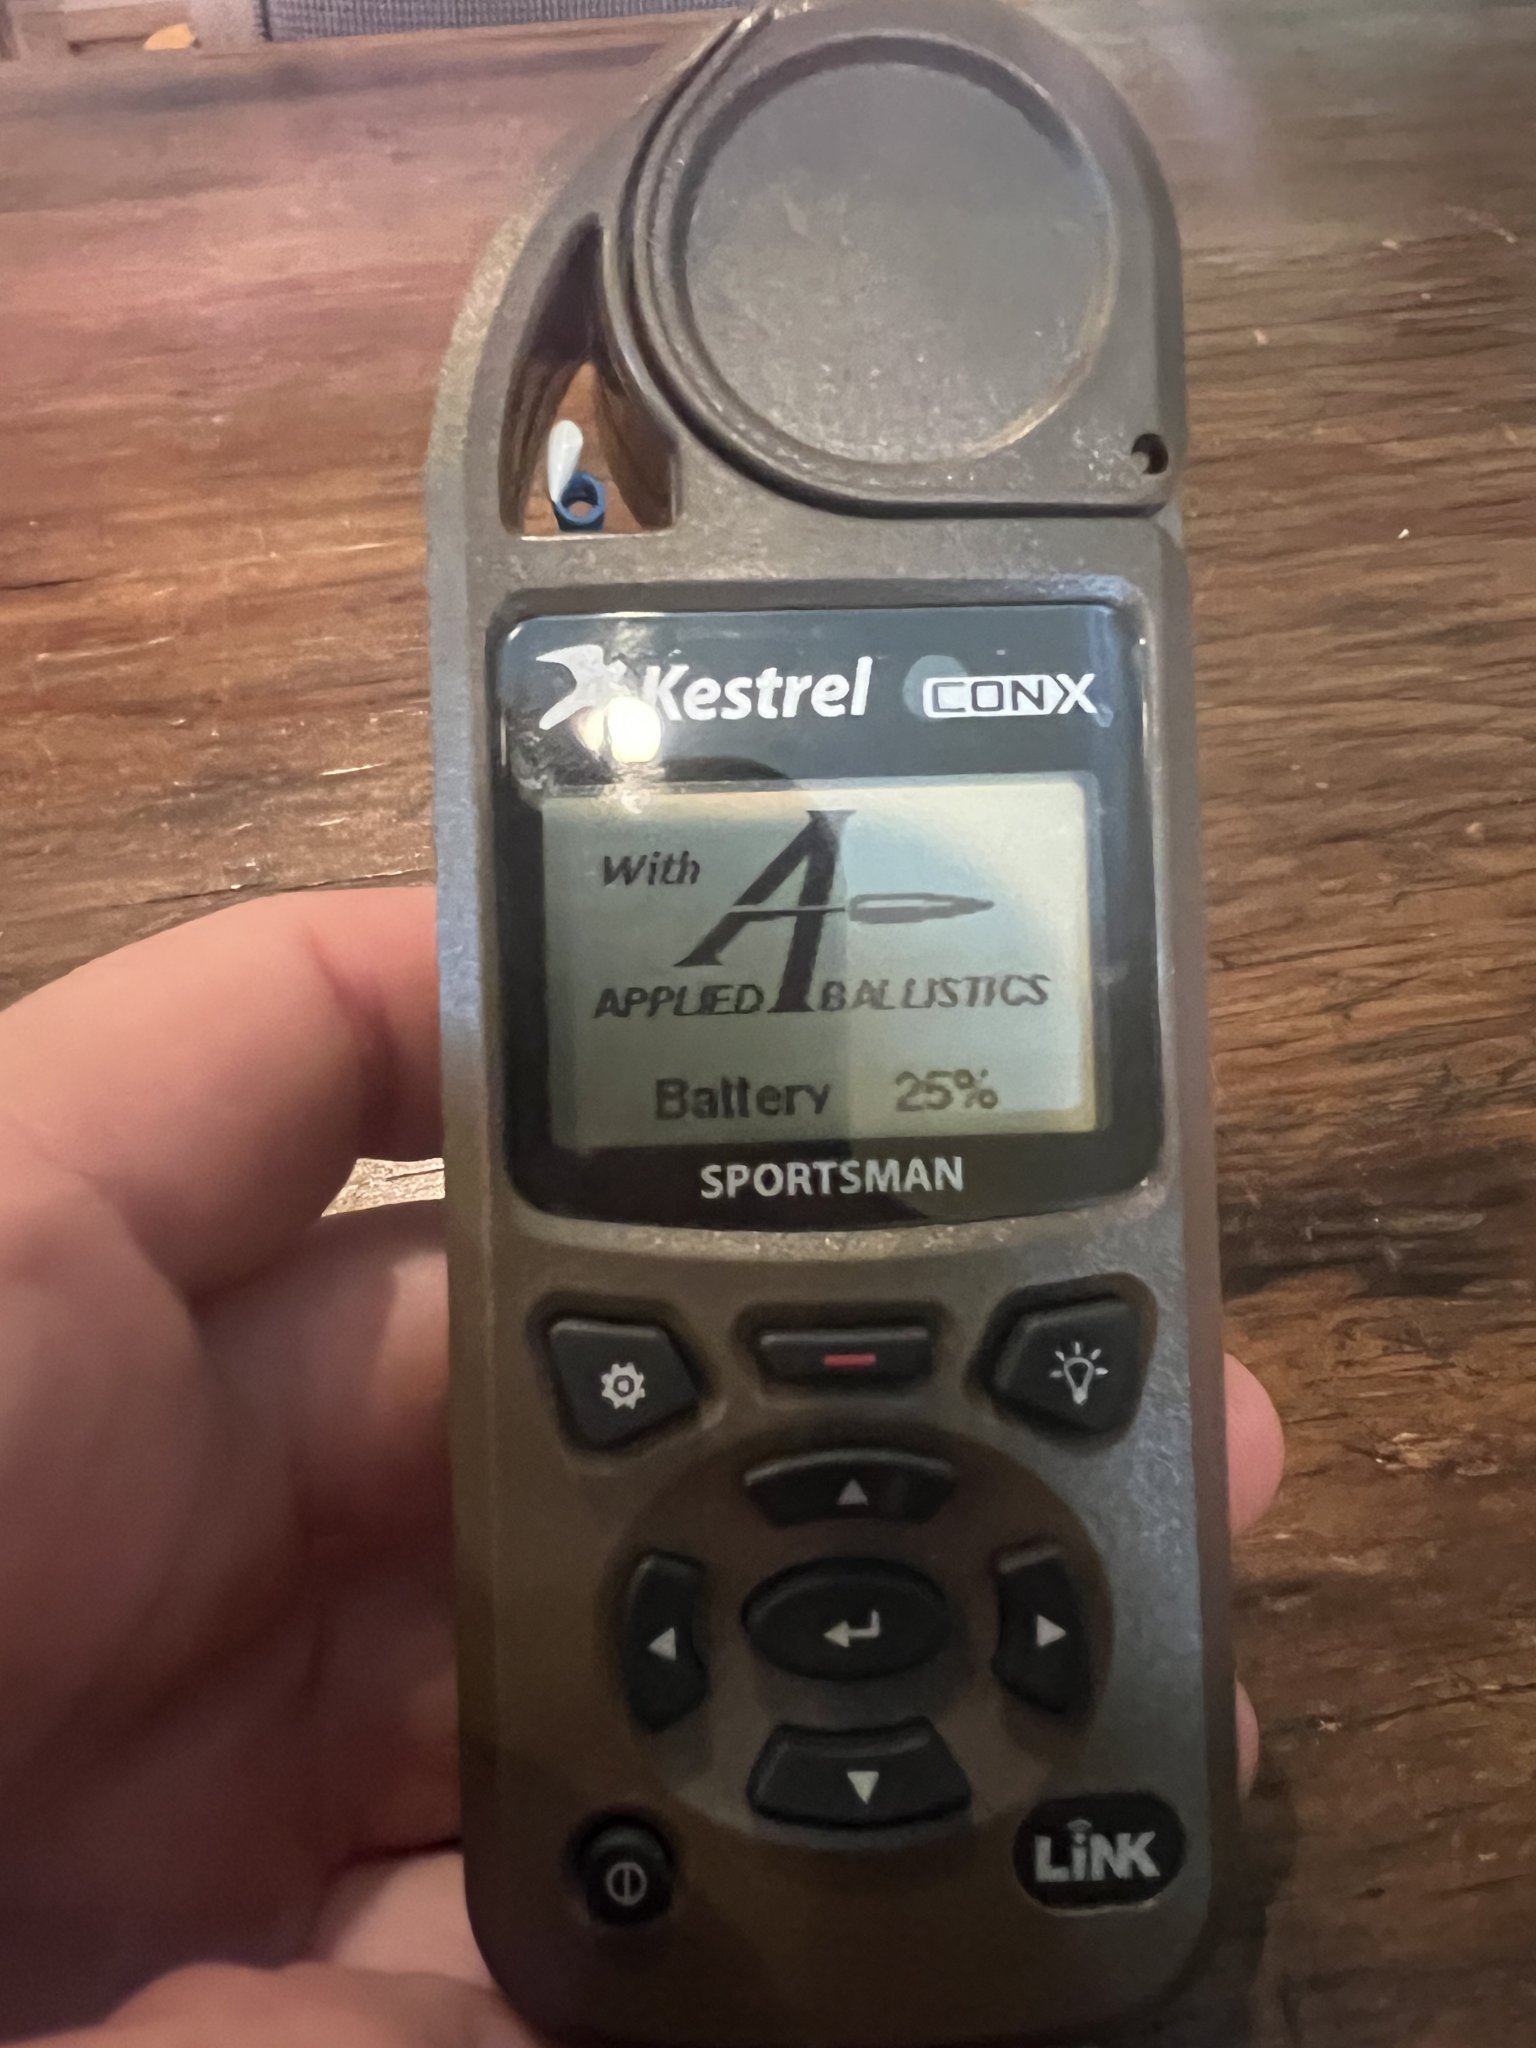 Kestrel CONX
With
APPLIED BALLISTICS
Battery 25%
SPORTSMAN
LiNK